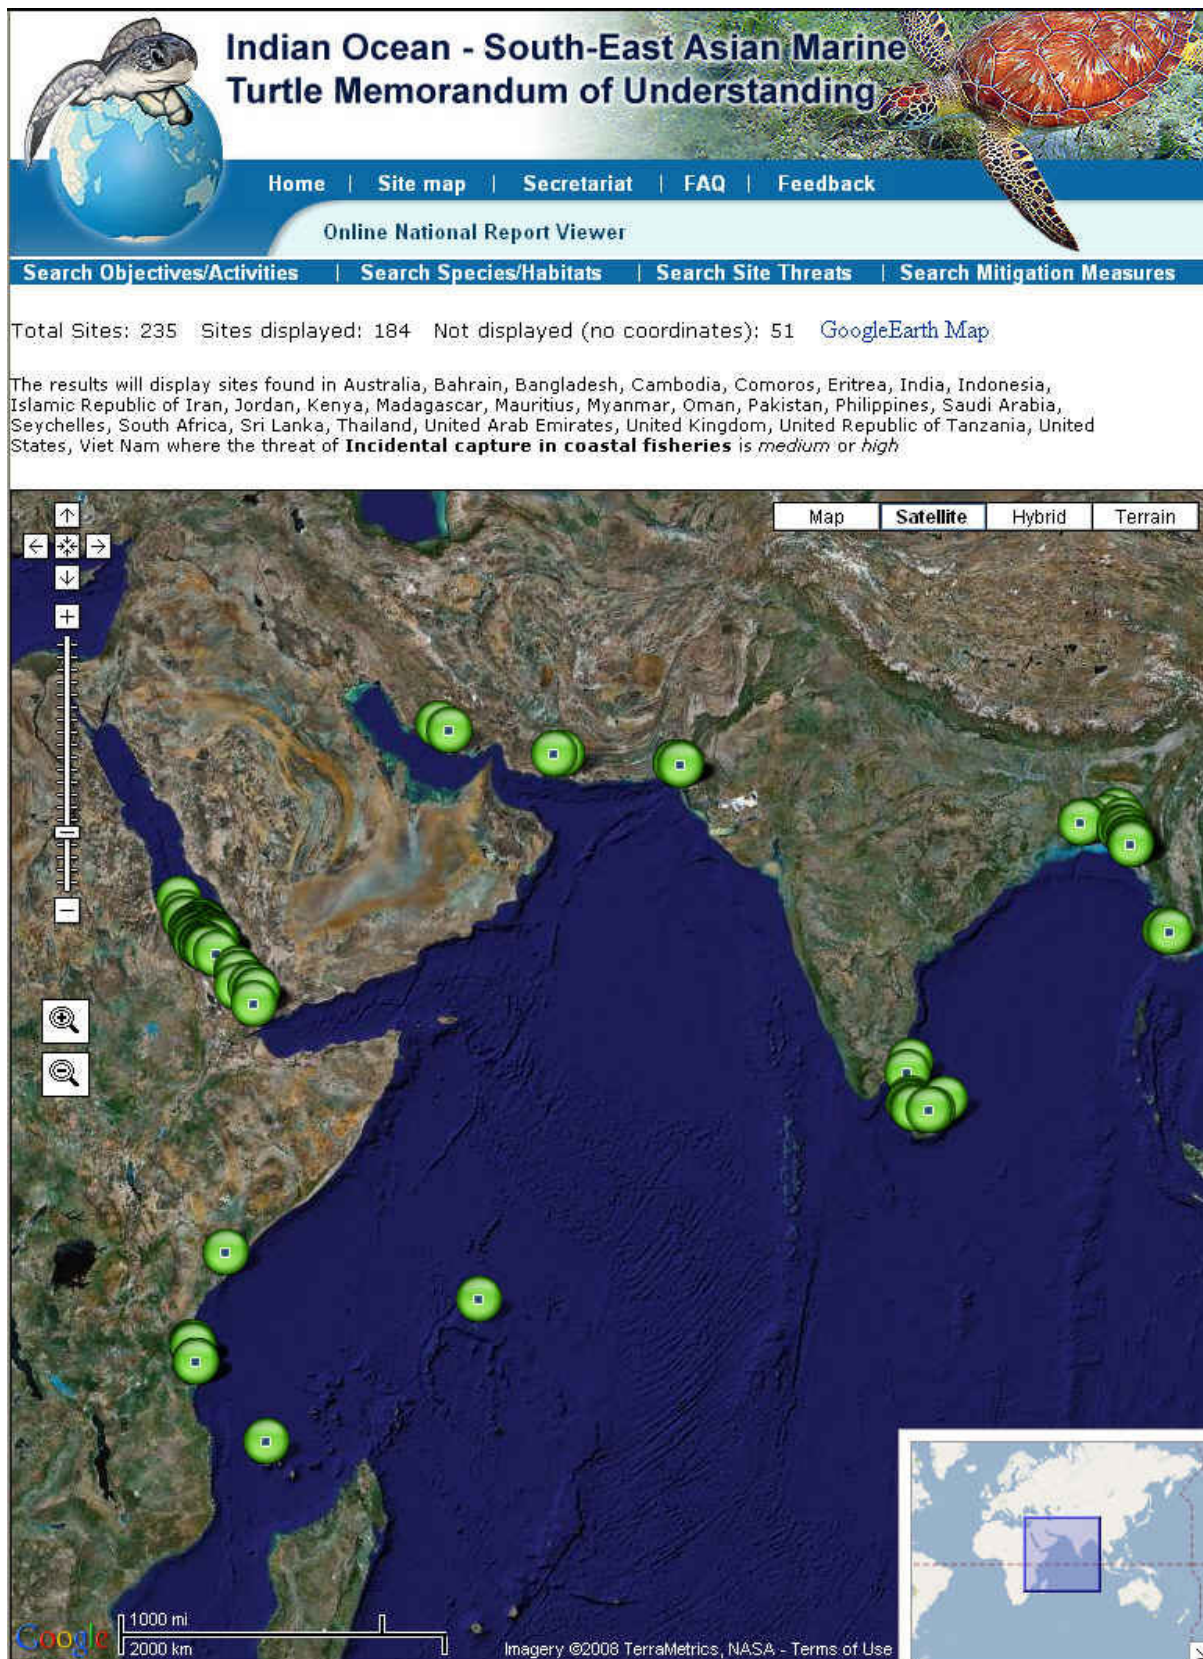 Indian Ocean - South-East Asian Marine
Turtle Memorandum of Understanding
Home | Site map | Secretariat | FAQ | Feedback
Online National Report Viewer
Search Objectives/Activities | Search Species/Habitats | Search Site Threats | Search Mitigation Measures
Total Sites: 235 Sites displayed: 184 Not displayed (no coordinates): 51 GoogleEarth Map
The results will display sites found in Australia, Bahrain, Bangladesh, Cambodia, Comoros, Eritrea, India, Indonesia,
Islamic Republic of Iran, Jordan, Kenya, Madagascar, Mauritius, Myanmar, Oman, Pakistan, Philippines, Saudi Arabia,
Seychelles, South Africa, Sri Lanka, Thailand, United Arab Emirates, United Kingdom, United Republic of Tanzania, United
States, Viet Nam where the threat of Incidental capture in coastal fisheries is medium or high
Map Satellite Hybrid Terrain
1000 mi
2000 km
Google
Imagery ©2008 TerraMetrics, NASA - Terms of Use